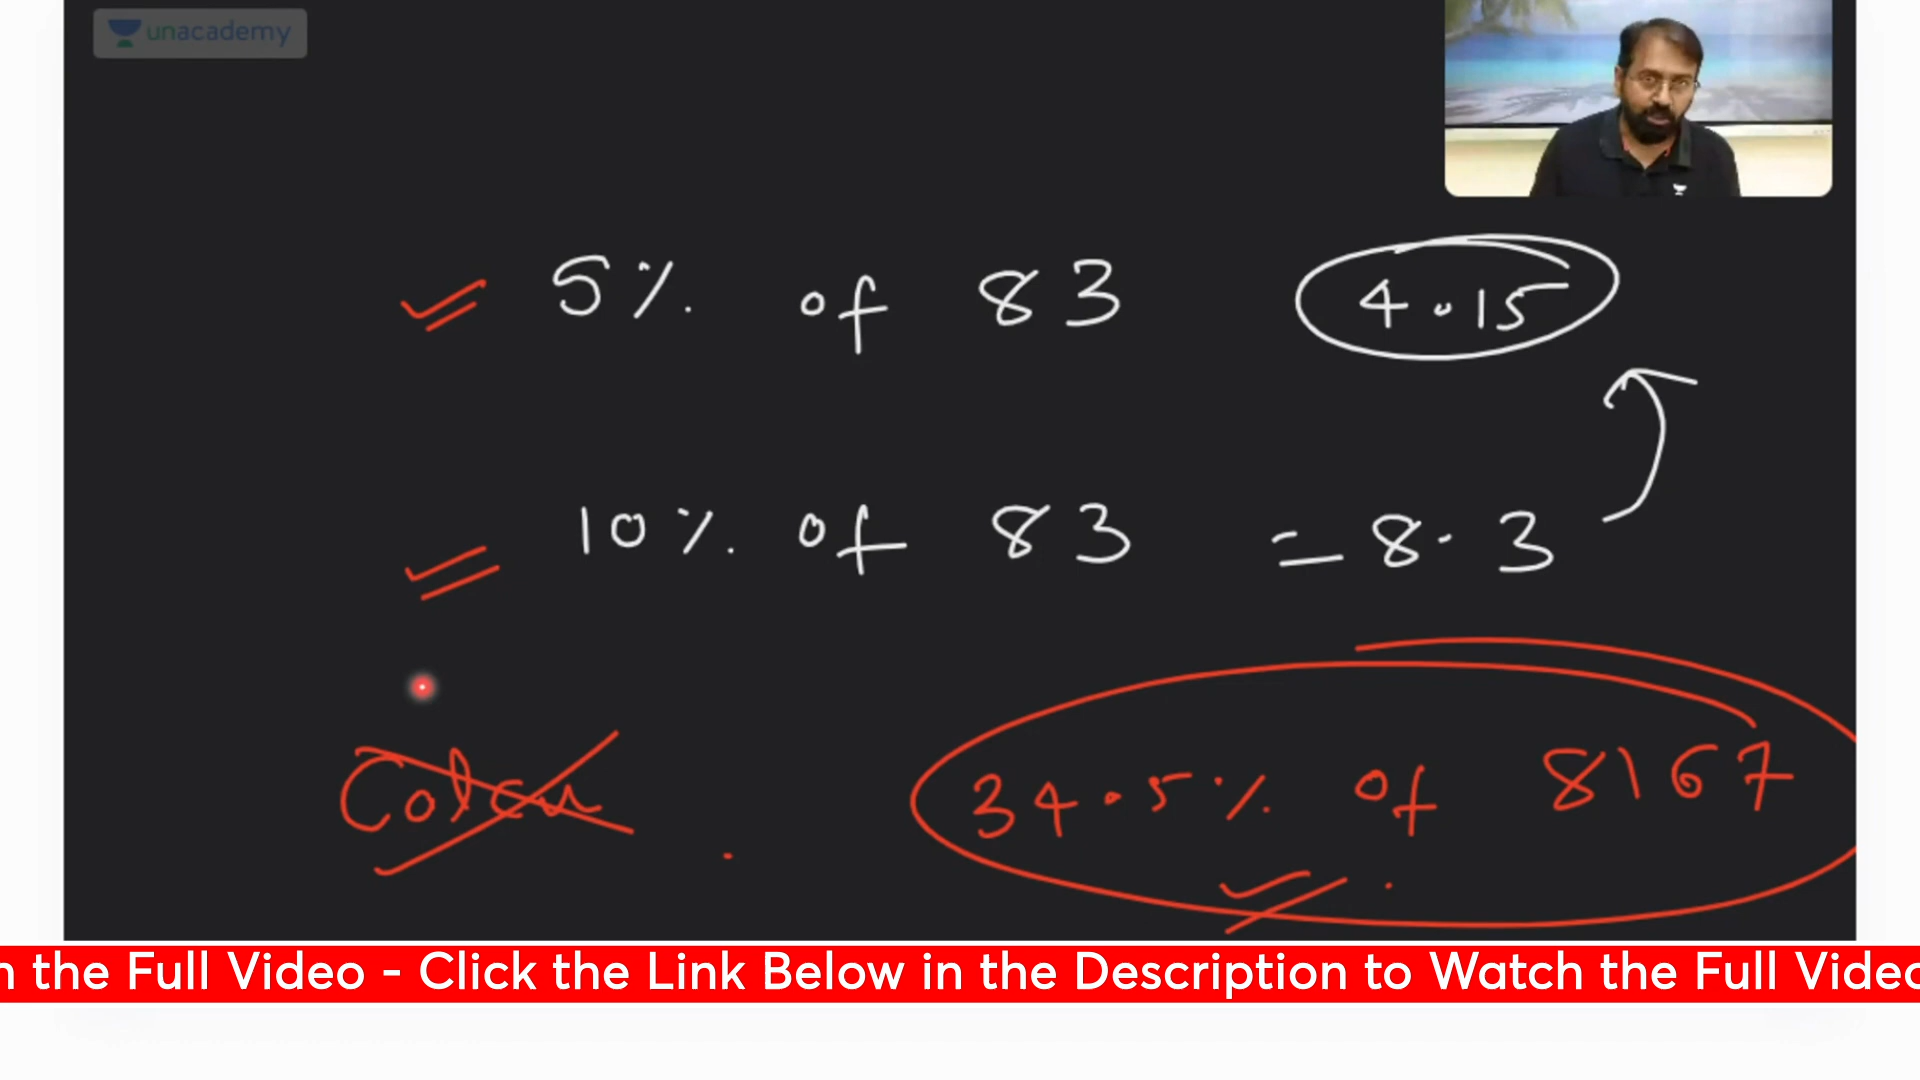 unacademy
5% of 83 4.15
10% of 83 = 8.3
34.5% of 8167
the Full Video - Click the Link Below in the Description to Watch the Full Video